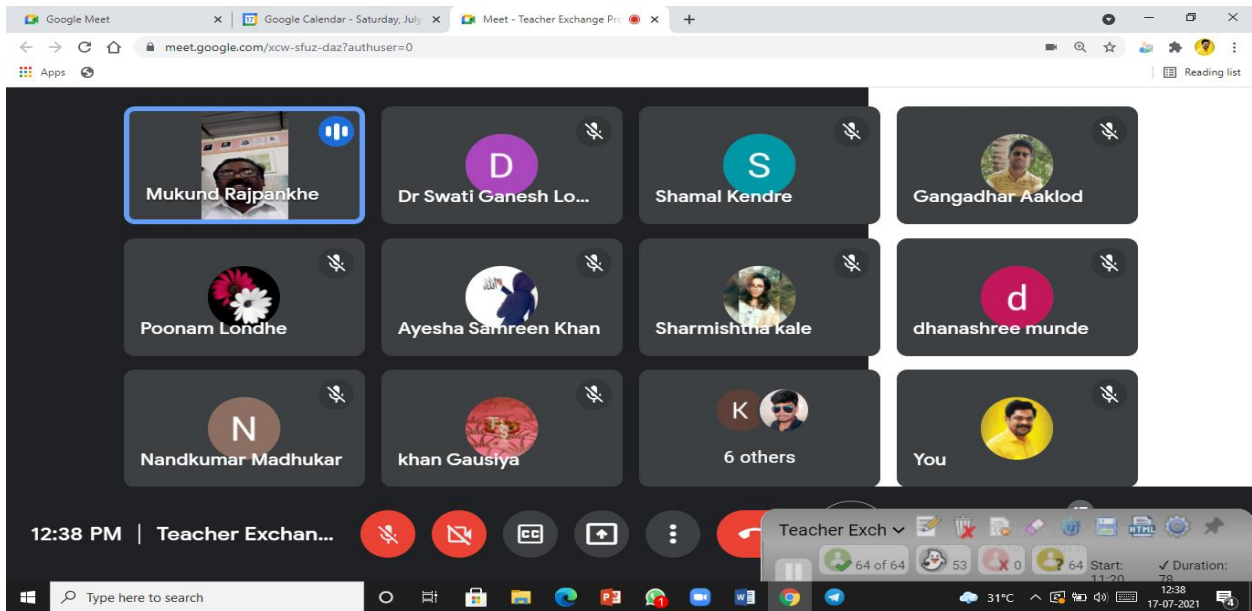 Google Meet
Google Calendar - Saturday, July
Meet - Teacher Exchange Pro
meet.google.com/xcw-sfuz-daz?authuser=0
Apps
Reading list
Mukund Rajpankhe
D
Dr Swati Ganesh Lo...
S
Shamal Kendre
Gangadhar Aaklod
Poonam Londhe
Ayesha Samreen Khan
Sharmishtha kale
d
dhanashree munde
N
Nandkumar Madhukar
khan Gausiya
K
6 others
You
12:38 PM | Teacher Exchan...
CC
Teacher Exch
HTML
64 of 64
53
0
64
Start:
11:20
✓ Duration:
78
Type here to search
31°C
12:38
17-07-2021
4